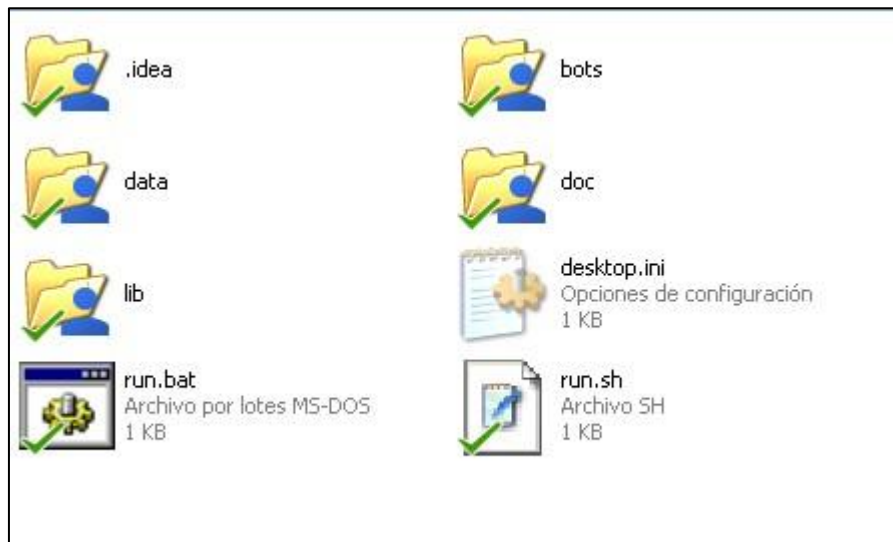 .idea
bots
data
doc
lib
desktop.ini
Opciones de configuración
1 KB
run.bat
Archivo por lotes MS-DOS
1 KB
run.sh
Archivo SH
1 KB